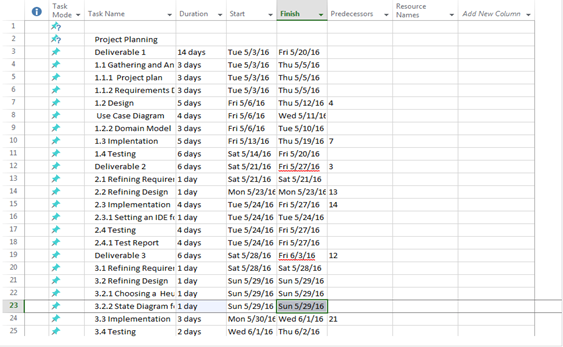 Task Mode Task Name Duration Start Finish Predecessors Resource Names Add New Column
1 ?
2 ? Project Planning
3 Deliverable 1 14 days Tue 5/3/16 Fri 5/20/16
4 1.1 Gathering and An 3 days Tue 5/3/16 Thu 5/5/16
5 1.1.1 Project plan 3 days Tue 5/3/16 Thu 5/5/16
6 1.1.2 Requirements D 3 days Tue 5/3/16 Thu 5/5/16
7 1.2 Design 5 days Fri 5/6/16 Thu 5/12/16 4
8 Use Case Diagram 4 days Fri 5/6/16 Wed 5/11/16
9 1.2.2 Domain Model 3 days Fri 5/6/16 Tue 5/10/16
10 1.3 Implentation 5 days Fri 5/13/16 Thu 5/19/16 7
11 1.4 Testing 6 days Sat 5/14/16 Fri 5/20/16
12 Deliverable 2 6 days Sat 5/21/16 Fri 5/27/16 3
13 2.1 Refining Requirer 1 day Sat 5/21/16 Sat 5/21/16
14 2.2 Refining Design 1 day Mon 5/23/16 Mon 5/23/16 13
15 2.3 Implementation 4 days Tue 5/24/16 Fri 5/27/16 14
16 2.3.1 Setting an IDE fo 1 day Tue 5/24/16 Tue 5/24/16
17 2.4 Testing 4 days Tue 5/24/16 Fri 5/27/16
18 2.4.1 Test Report 4 days Tue 5/24/16 Fri 5/27/16
19 Deliverable 3 6 days Sat 5/28/16 Fri 6/3/16 12
20 3.1 Refining Requirer 1 day Sat 5/28/16 Sat 5/28/16
21 3.2 Refining Design 1 day Sun 5/29/16 Sun 5/29/16
22 3.2.1 Choosing a Heu 1 day Sun 5/29/16 Sun 5/29/16
23 3.2.2 State Diagram f 1 day Sun 5/29/16 Sun 5/29/16
24 3.3 Implementation 3 days Mon 5/30/16 Wed 6/1/16 21
25 3.4 Testing 2 days Wed 6/1/16 Thu 6/2/16